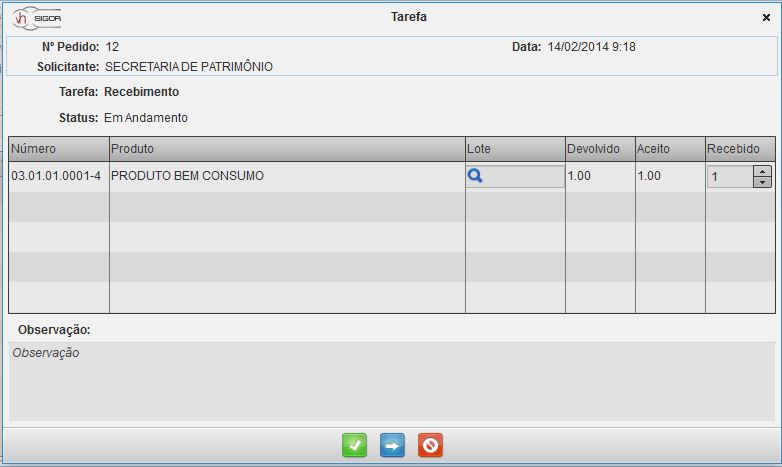 vh SIGOR
Tarefa
Nº Pedido: 12 Data: 14/02/2014 9:18
Solicitante: SECRETARIA DE PATRIMÔNIO
Tarefa: Recebimento
Status: Em Andamento
Número Produto Lote Devolvido Aceito Recebido
03.01.01.0001-4 PRODUTO BEM CONSUMO 1.00 1.00 1
Observação:
Observação